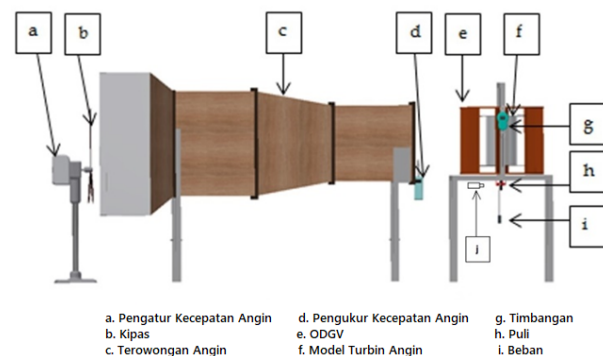 a
b
c
d
e
f
g
h
i
j
a. Pengatur Kecepatan Angin
b. Kipas
c. Terowongan Angin
d. Pengukur Kecepatan Angin
e. ODGV
f. Model Turbin Angin
g. Timbangan
h. Puli
i. Beban